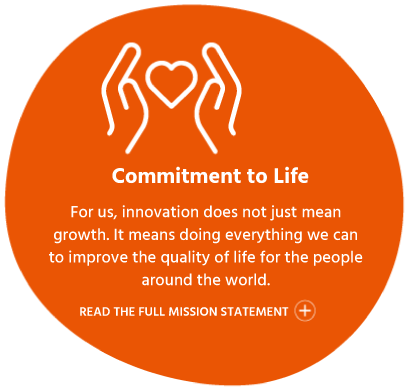 Commitment to Life
For us, innovation does not just mean
growth. It means doing everything we can
to improve the quality of life for the people
around the world.
READ THE FULL MISSION STATEMENT